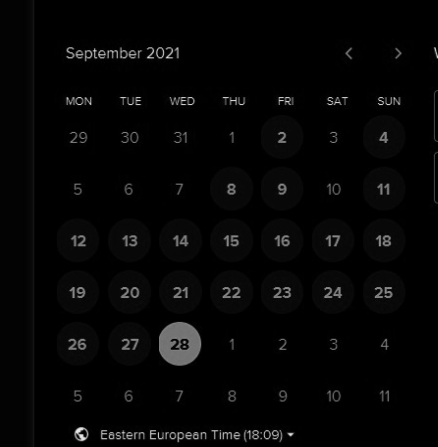 September 2021
MON TUE WED THU FRI SAT SUN
29 30 31 1 2 3 4
5 6 7 8 9 10 11
12 13 14 15 16 17 18
19 20 21 22 23 24 25
26 27 28 1 2 3 4
5 6 7 8 9 10 11
Eastern European Time (18:09)